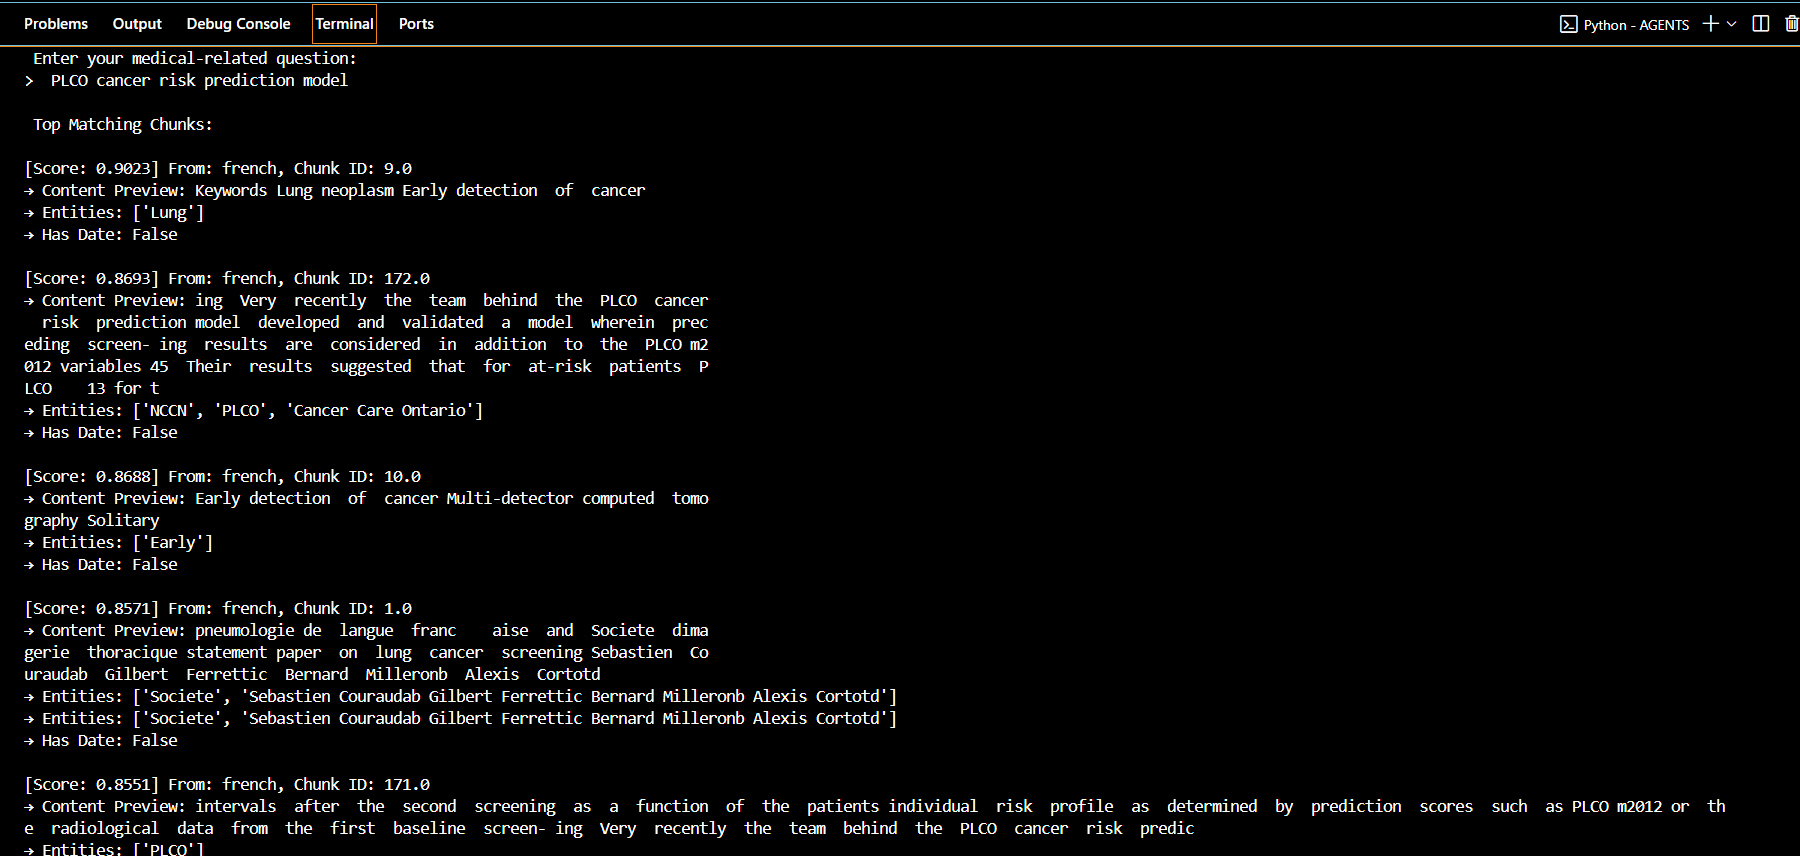 Problems Output Debug Console Terminal Ports Python - AGENTS
Enter your medical-related question:
> PLCO cancer risk prediction model
Top Matching Chunks:
[Score: 0.9023] From: french, Chunk ID: 9.0
→ Content Preview: Keywords Lung neoplasm Early detection of cancer
→ Entities: ['Lung']
→ Has Date: False
[Score: 0.8693] From: french, Chunk ID: 172.0
→ Content Preview: ing Very recently the team behind the PLCO cancer
risk prediction model developed and validated a model wherein prec
eding screen- ing results are considered in addition to the PLCO m2
012 variables 45 Their results suggested that for at-risk patients P
LCO 13 for t
→ Entities: ['NCCN', 'PLCO', 'Cancer Care Ontario']
→ Has Date: False
[Score: 0.8688] From: french, Chunk ID: 10.0
→ Content Preview: Early detection of cancer Multi-detector computed tomo
graphy Solitary
→ Entities: ['Early']
→ Has Date: False
[Score: 0.8571] From: french, Chunk ID: 1.0
→ Content Preview: pneumologie de langue franc aise and Societe dima
gerie thoracique statement paper on lung cancer screening Sebastien Co
uraudab Gilbert Ferrettic Bernard Milleronb Alexis Cortotd
→ Entities: ['Societe', 'Sebastien Couraudab Gilbert Ferrettic Bernard Milleronb Alexis Cortotd']
→ Entities: ['Societe', 'Sebastien Couraudab Gilbert Ferrettic Bernard Milleronb Alexis Cortotd']
→ Has Date: False
[Score: 0.8551] From: french, Chunk ID: 171.0
→ Content Preview: intervals after the second screening as a function of the patients individual risk profile as determined by prediction scores such as PLCO m2012 or th
e radiological data from the first baseline screen- ing Very recently the team behind the PLCO cancer risk predic
→ Entities: ['PLCO']